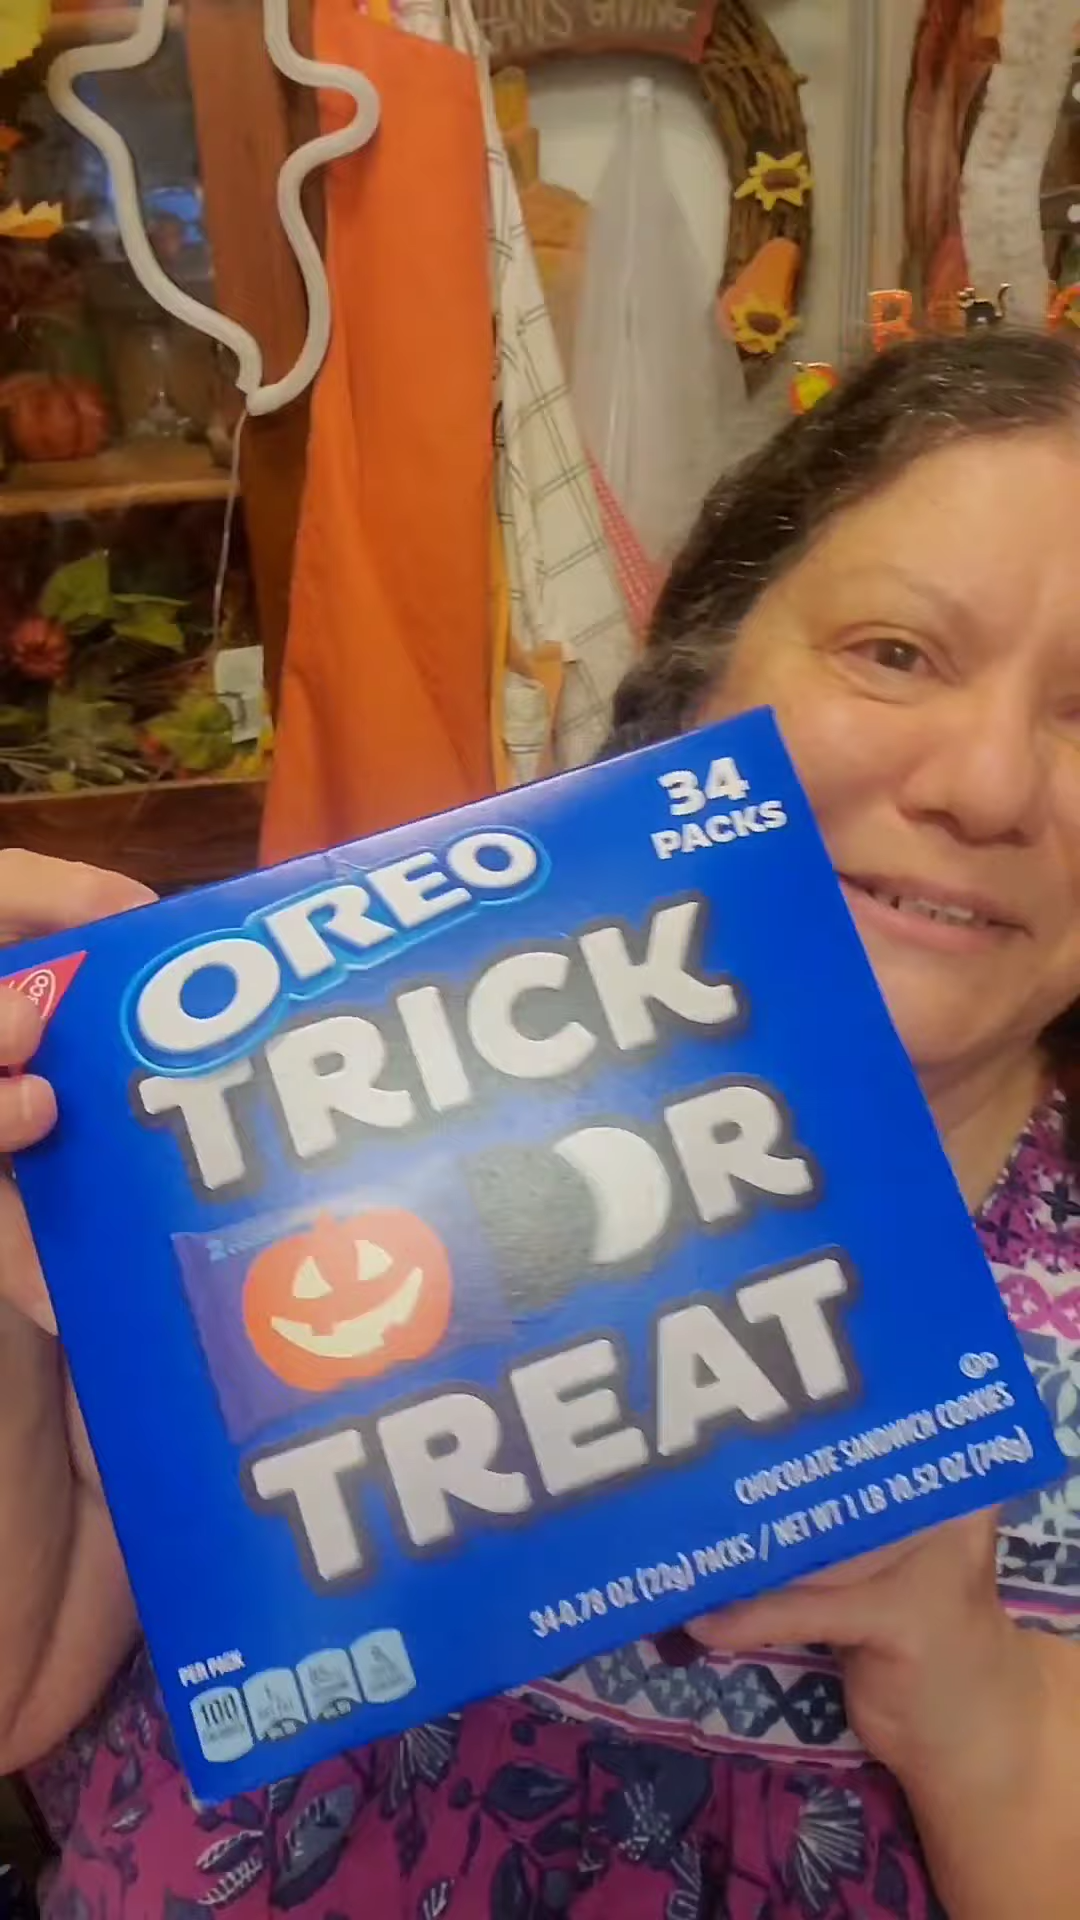 34
PACKS
OREO
TRICK
OR
TREAT
CHOCOLATE SANDWICH COOKIES
34-0.78 OZ (22g) PACKS / NET WT 1 LB 10.52 OZ (748g)
PER PACK
100